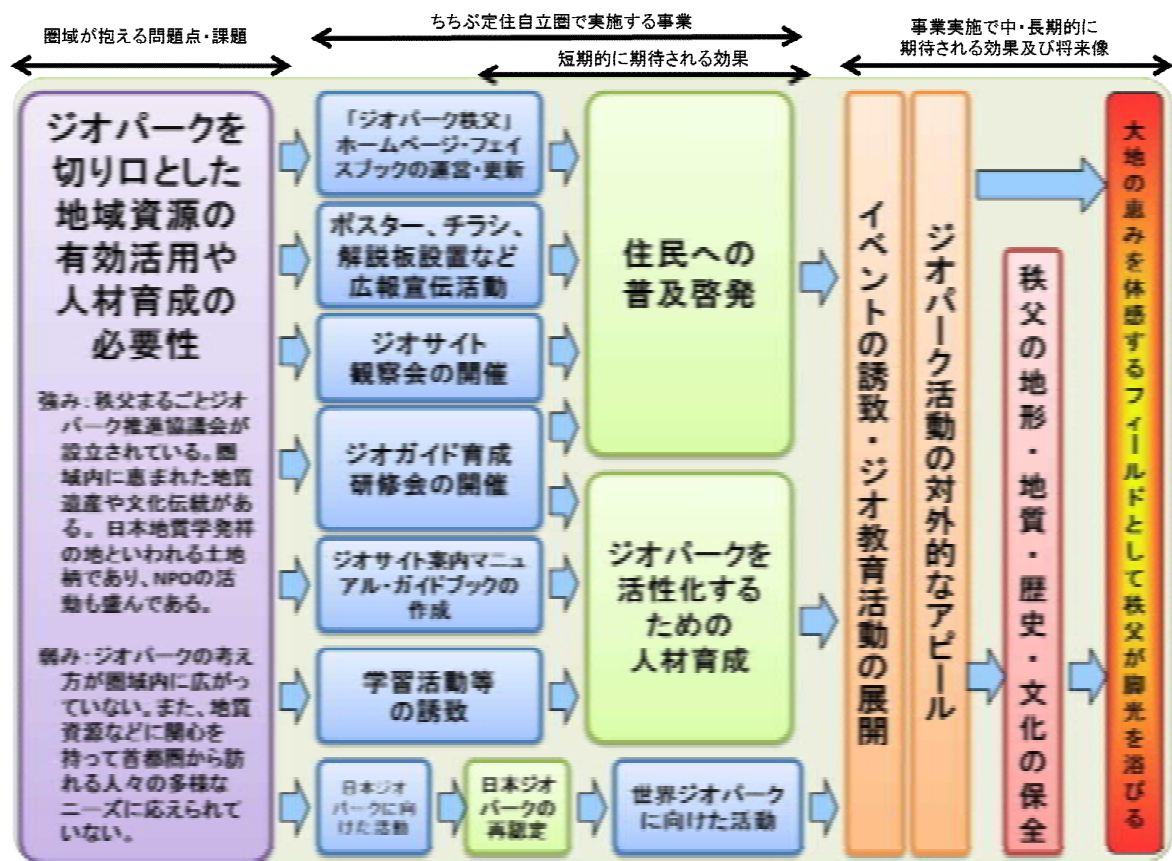 圏域が抱える問題点・課題
ちちぶ定住自立圏で実施する事業
短期的に期待される効果
事業実施で中・長期的に
期待される効果及び将来像
ジオパークを
切り口とした
地域資源の
有効活用や
人材育成の
必要性
強み：秩父まるごとジオ
パーク推進協議会が
設立されている。圏
域内に恵まれた地質
遺産や文化伝統があ
る。日本地質学発祥
の地といわれる土地
柄であり、NPOの活
動も盛んである。
弱み：ジオパークの考え
方が圏域内に広がっ
ていない。また、地質
資源などに関心を
持って首都圏から訪
れる人々の多様な
ニーズに応えられて
いない。
「ジオパーク秩父」
ホームページ・フェイ
スブックの運営・更新
ポスター、チラシ、
解説板設置など
広報宣伝活動
ジオサイト
観察会の開催
ジオガイド育成
研修会の開催
ジオサイト案内マニュ
アル・ガイドブックの
作成
学習活動等
の誘致
日本ジオ
パークに向
けた活動
日本ジオ
パークの
再認定
世界ジオパーク
に向けた活動
住民への
普及啓発
ジオパークを
活性化する
ための
人材育成
イベントの誘致・ジオ教育活動の展開
ジオパーク活動の対外的なアピール
秩父の地形・地質・歴史・文化の保全
大地の恵みを体感するフィールドとして秩父が脚光を浴びる